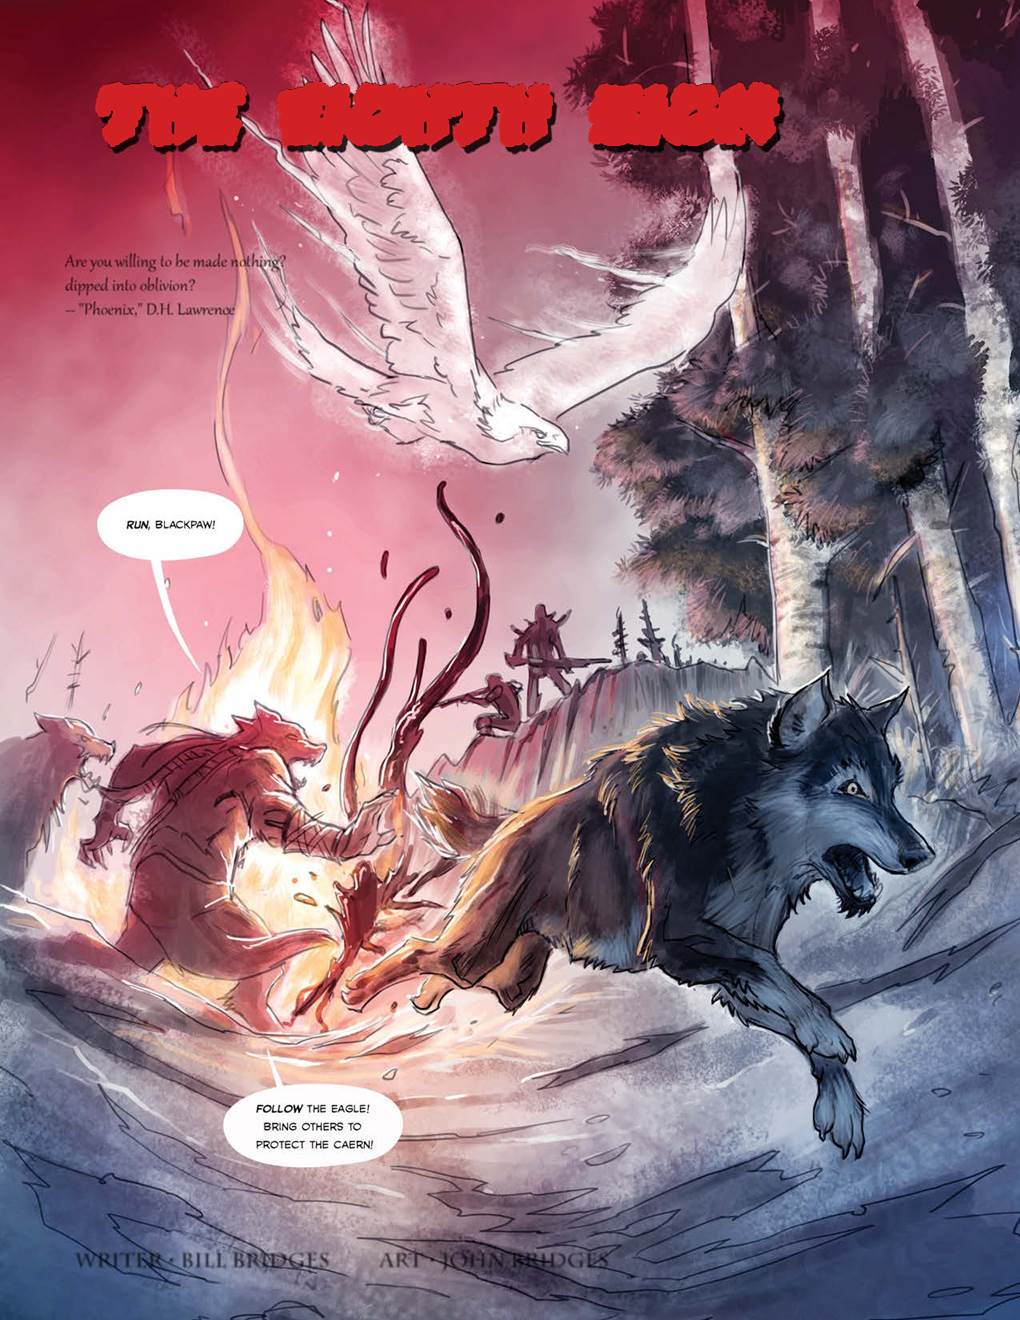 THE EIGHTH SIGN
Are you willing to be made nothing?
dipped into oblivion?
-- "Phoenix," D.H. Lawrence
RUN, BLACKPAW!
FOLLOW THE EAGLE!
BRING OTHERS TO
PROTECT THE CAERN!
WRITER · BILL BRIDGES ART · JOHN BRIDGES